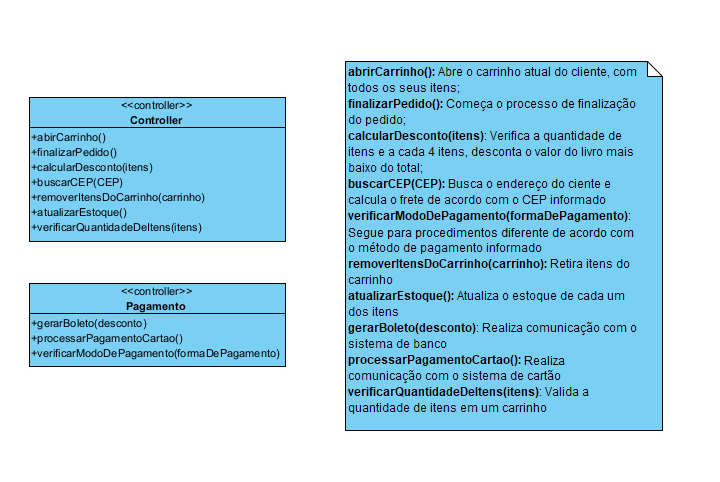 <<controller>>
Controller
+abirCarrinho()
+finalizarPedido()
+calcularDesconto(itens)
+buscarCEP(CEP)
+removerItensDoCarrinho(carrinho)
+atualizarEstoque()
+verificarQuantidadeDeItens(itens)
<<controller>>
Pagamento
+gerarBoleto(desconto)
+processarPagamentoCartao()
+verificarModoDePagamento(formaDePagamento)
abrirCarrinho(): Abre o carrinho atual do cliente, com
todos os seus itens;
finalizarPedido(): Começa o processo de finalização
do pedido;
calcularDesconto(itens): Verifica a quantidade de
itens e a cada 4 itens, desconta o valor do livro mais
baixo do total;
buscarCEP(CEP): Busca o endereço do ciente e
calcula o frete de acordo com o CEP informado
verificarModoDePagamento(formaDePagamento):
Segue para procedimentos diferente de acordo com
o método de pagamento informado
removerItensDoCarrinho(carrinho): Retira itens do
carrinho
atualizarEstoque(): Atualiza o estoque de cada um
dos itens
gerarBoleto(desconto): Realiza comunicação com o
sistema de banco
processarPagamentoCartao(): Realiza
comunicação com o sistema de cartão
verificarQuantidadeDeItens(itens): Valida a
quantidade de itens em um carrinho